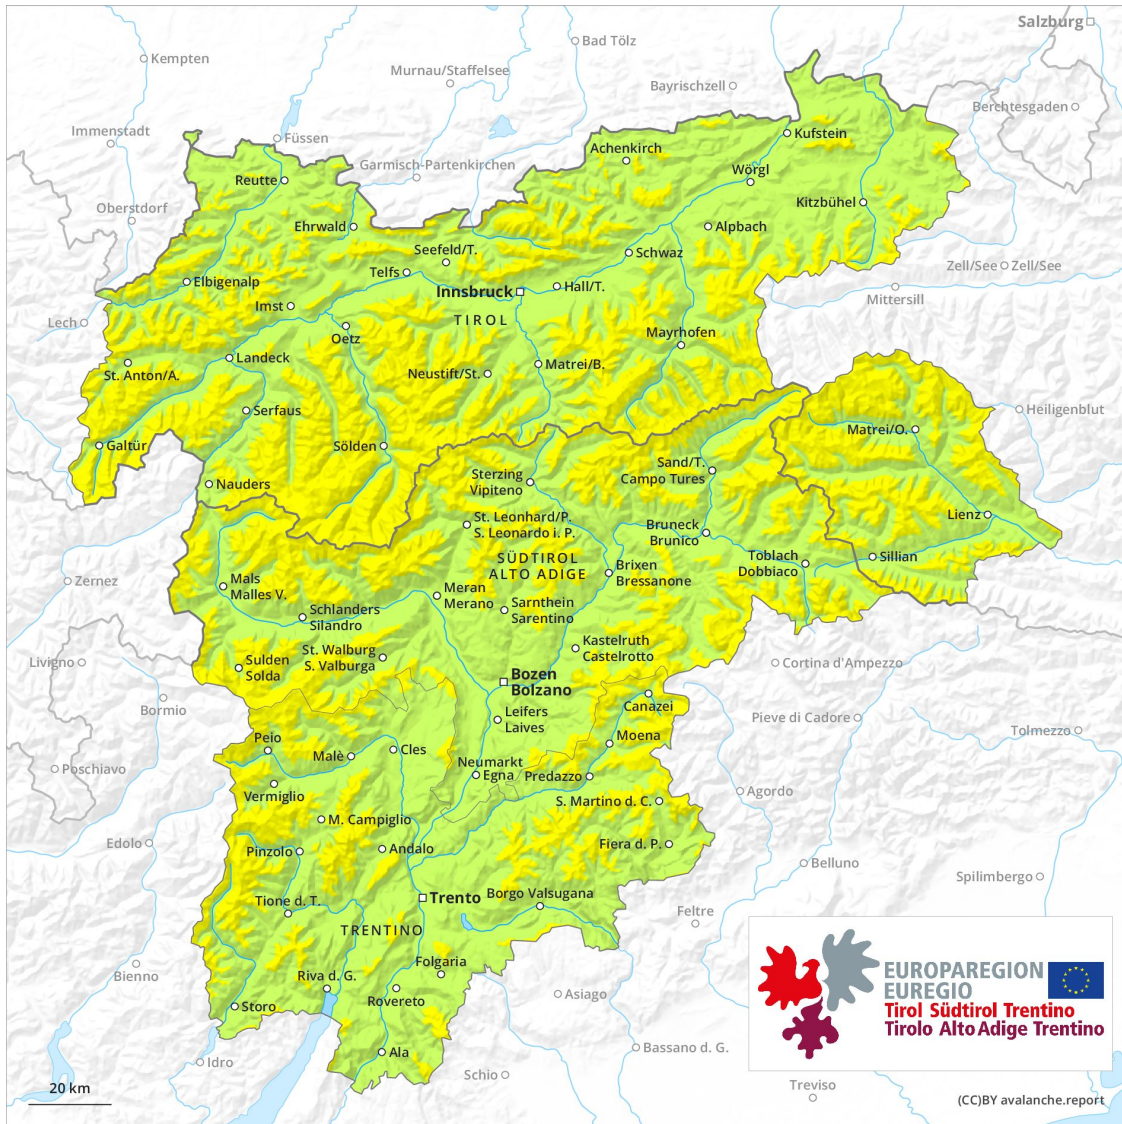 Salzburg
Bad Tölz
Kempten
Murnau/Staffelsee
Bayrischzell
Berchtesgaden
Immenstadt
Füssen
Kufstein
Achenkirch
Garmisch-Partenkirchen
Wörgl
Reutte
Oberstdorf
Kitzbühel
Ehrwald
Alpbach
Seefeld/T.
Schwaz
Telfs
Zell/See
Zell/See
Elbigenalp
Innsbruck
Hall/T.
Mittersill
Imst
TIROL
Lech
Oetz
Mayrhofen
Landeck
Matrei/B.
St. Anton/A.
Neustift/St.
Serfaus
Heiligenblut
Matrei/O.
Galtür
Sölden
Sand/T.
Campo Tures
Sterzing
Vipiteno
Nauders
Lienz
St. Leonhard/P.
S. Leonardo i. P.
Bruneck
Brunico
SÜDTIROL
ALTO ADIGE
Toblach
Dobbiaco
Sillian
Brixen
Bressanone
Zernez
Mals
Malles V.
Meran
Merano
Sarnthein
Sarentino
Schlanders
Silandro
Kastelruth
Castelrotto
St. Walburg
S. Valburga
Livigno
Sulden
Solda
Cortina d'Ampezzo
Bozen
Bolzano
Bormio
Canazei
Leifers
Laives
Pieve di Cadore
Tolmezzo
Peio
Moena
Cles
Malè
Neumarkt
Egna
Predazzo
Poschiavo
Vermiglio
Agordo
S. Martino d. C.
M. Campiglio
Edolo
Pinzolo
Andalo
Fiera d. P.
Belluno
Spilimbergo
Trento
Borgo Valsugana
Tione d. T.
Feltre
TRENTINO
Folgaria
Bienno
Riva d. G.
Rovereto
Asiago
Storo
EUROPAREGION
EUREGIO
Tirol Südtirol Trentino
Tirolo Alto Adige Trentino
Ala
Bassano d. G.
Idro
Schio
Treviso
20 km
(CC)BY avalanche.report